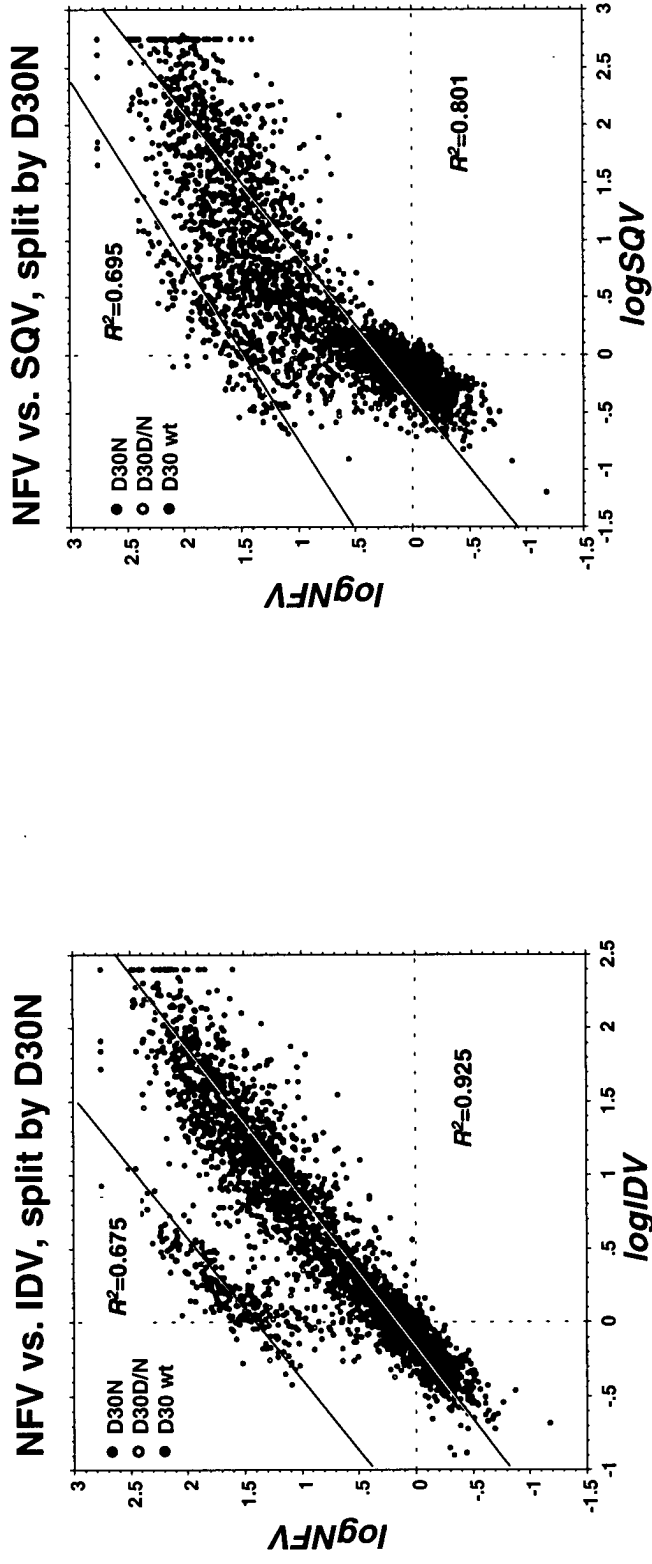 NFV vs. IDV, split by D30N
D30N
D30D/N
D30 wt
R²=0.675
R²=0.925
logNFV
3
2.5
2
1.5
1
.5
0
-.5
-1
-1.5
-1
-.5
0
.5
1
1.5
2
2.5
logIDV
NFV vs. SQV, split by D30N
D30N
D30D/N
D30 wt
R²=0.695
R²=0.801
logNFV
3
2.5
2
1.5
1
.5
0
-.5
-1
-1.5
-1.5
-1
-.5
0
.5
1
1.5
2
2.5
3
logSQV